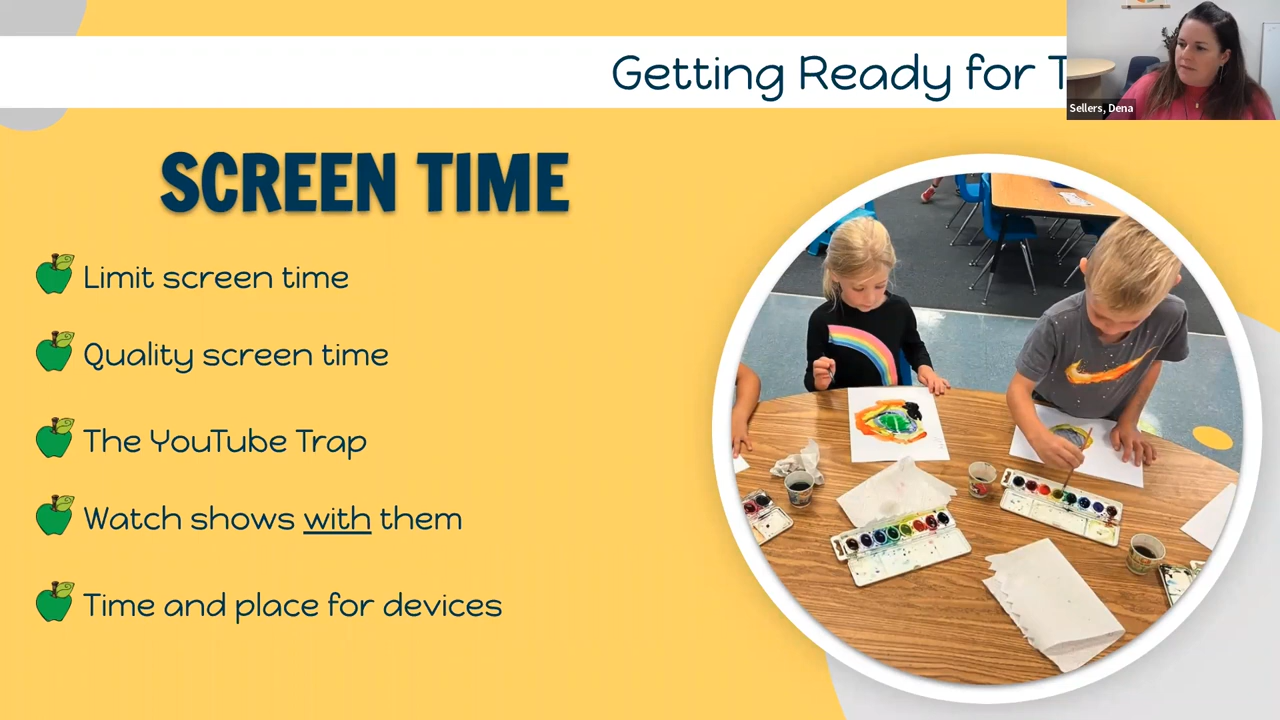 Getting Ready for T
Sellers, Dena
SCREEN TIME
Limit screen time
Quality screen time
The YouTube Trap
Watch shows with them
Time and place for devices